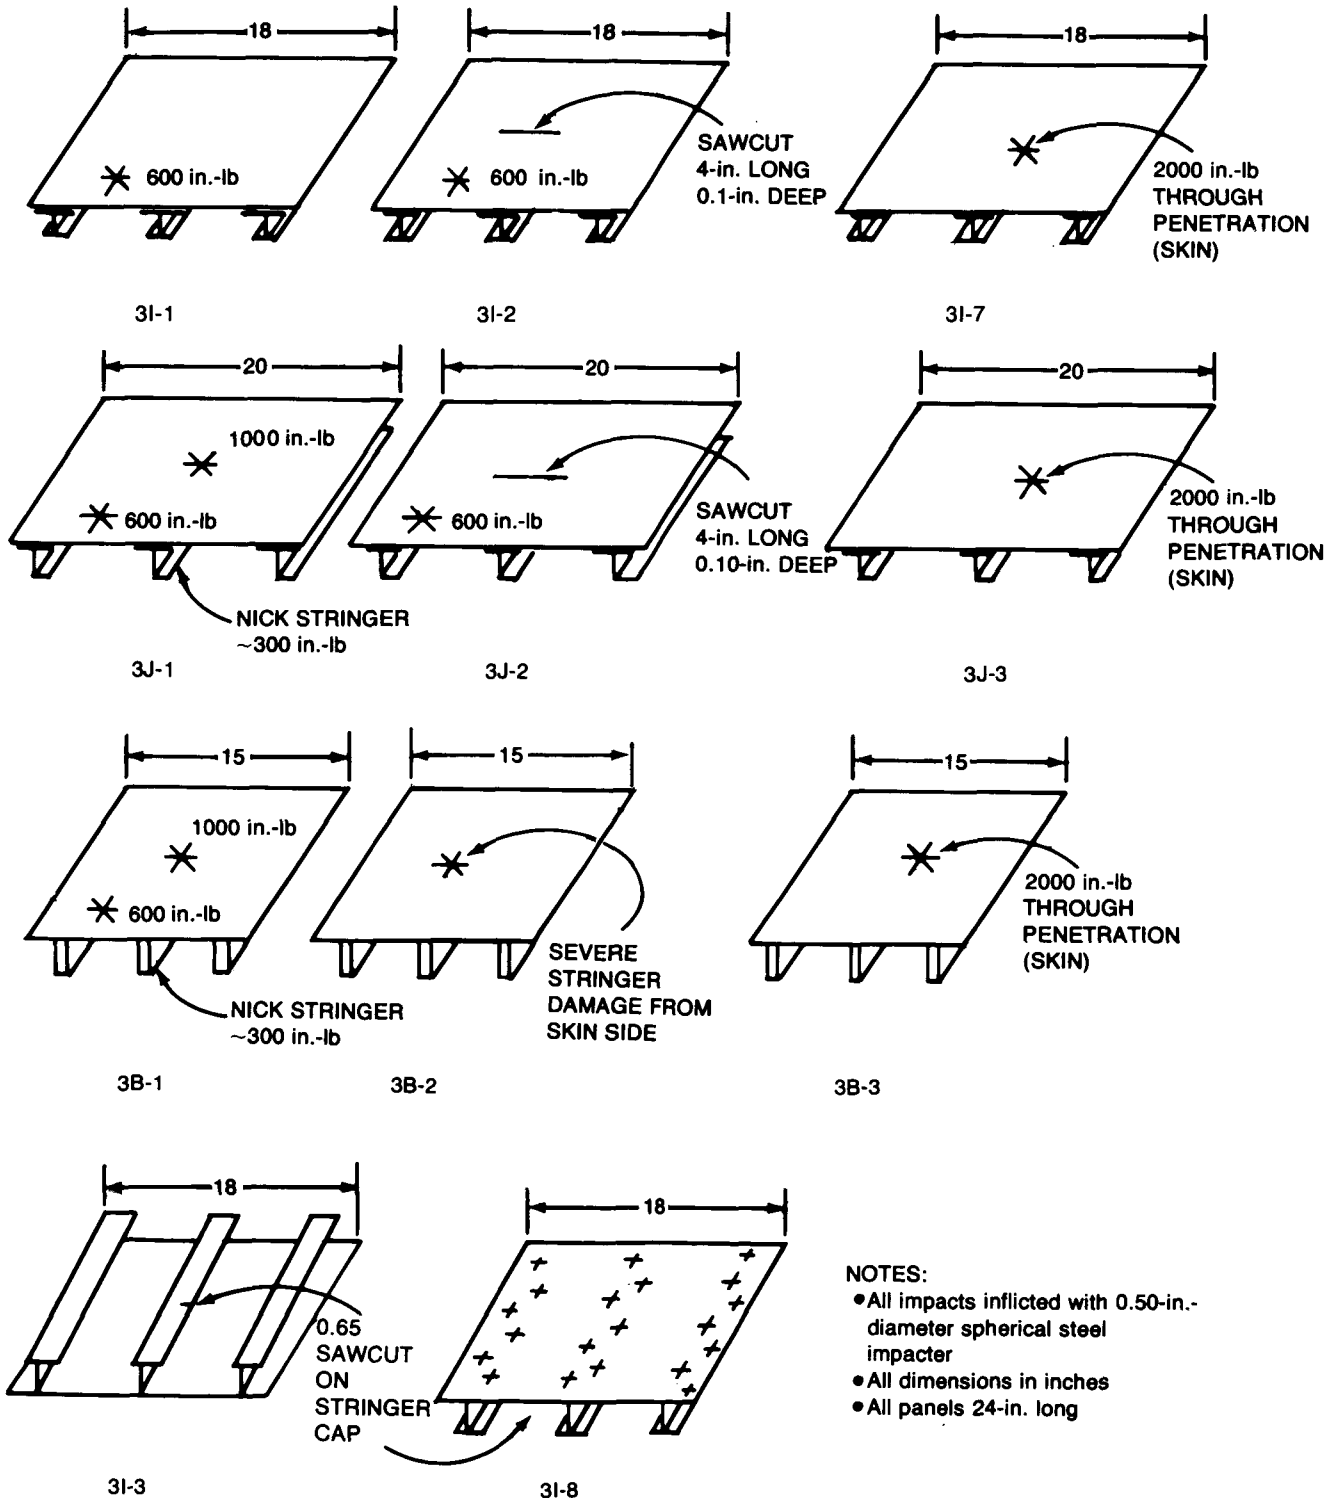 18
600 in.-lb
3I-1
18
600 in.-lb
SAWCUT
4-in. LONG
0.1-in. DEEP
3I-2
18
2000 in.-lb
THROUGH
PENETRATION
(SKIN)
3I-7
20
1000 in.-lb
600 in.-lb
NICK STRINGER
~300 in.-lb
3J-1
20
600 in.-lb
SAWCUT
4-in. LONG
0.10-in. DEEP
3J-2
20
2000 in.-lb
THROUGH
PENETRATION
(SKIN)
3J-3
15
1000 in.-lb
600 in.-lb
NICK STRINGER
~300 in.-lb
3B-1
15
SEVERE
STRINGER
DAMAGE FROM
SKIN SIDE
3B-2
15
2000 in.-lb
THROUGH
PENETRATION
(SKIN)
3B-3
18
0.65
SAWCUT
ON
STRINGER
CAP
3I-3
18
3I-8
NOTES:
•All impacts inflicted with 0.50-in.-
diameter spherical steel
impacter
•All dimensions in inches
•All panels 24-in. long